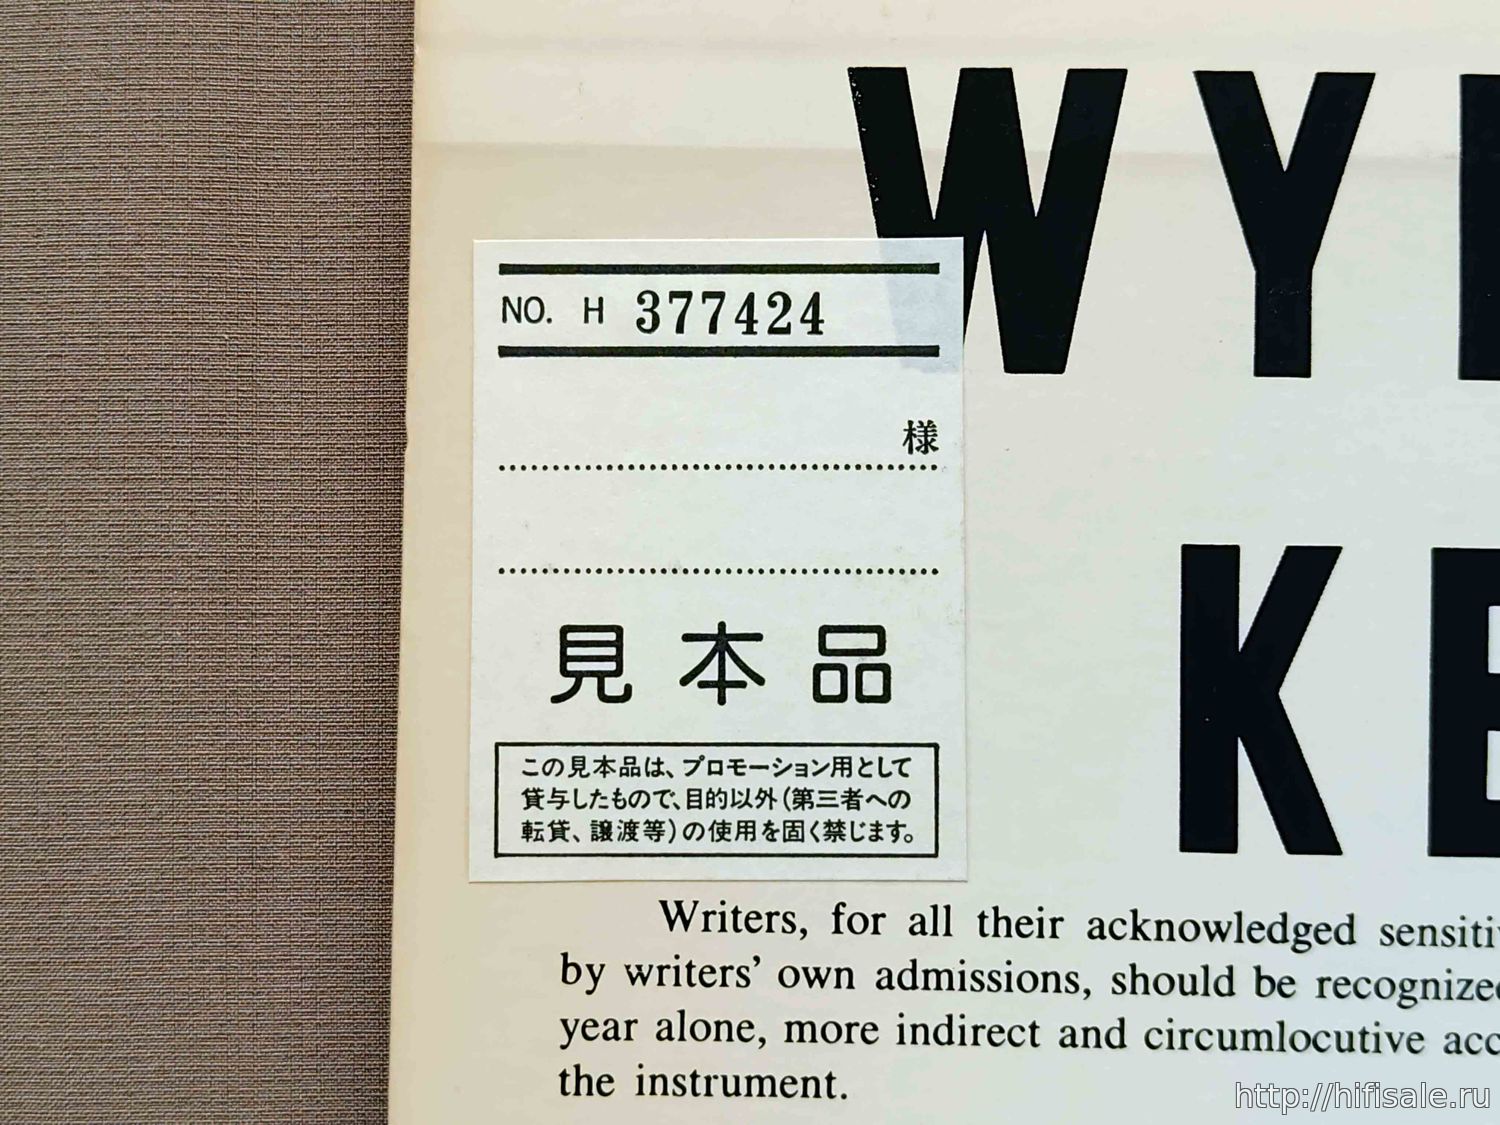 WY
NO. H 377424
様
KE
見本品
この見本品は、プロモーション用として
貸与したもので、目的以外(第三者への
転貸、譲渡等)の使用を固く禁じます。
Writers, for all their acknowledged
by writers' own admissions, should be
year alone, more indirect and circumlocutive
the instrument.
http://hifisale.ru